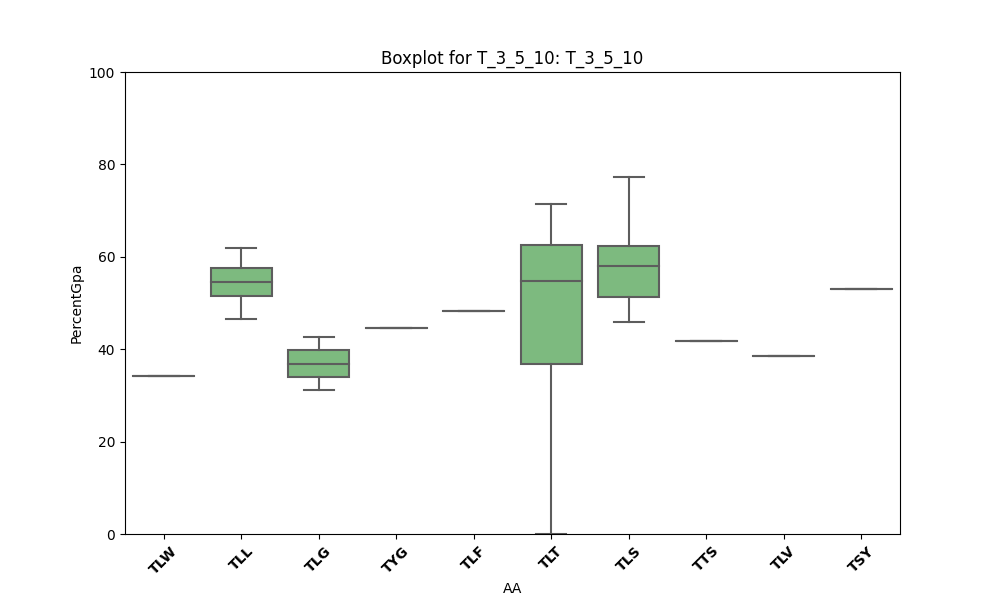 Boxplot for T_3_5_10: T_3_5_10
PercentGpa
100
80
60
40
20
0
TLW
TLL
TLG
TYG
TLF
TLT
TLS
TTS
TLV
TSY
AA